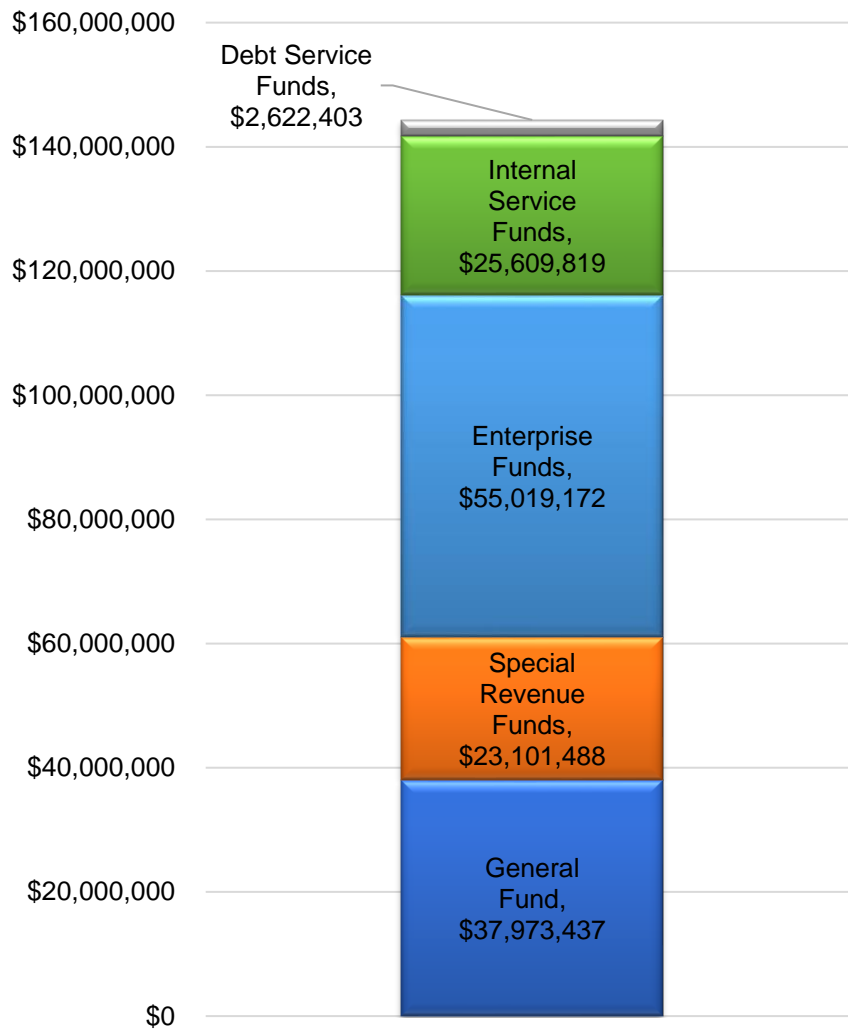 $160,000,000
Debt Service
Funds,
$2,622,403
$140,000,000
Internal
Service
Funds,
$25,609,819
$120,000,000
$100,000,000
Enterprise
Funds,
$55,019,172
$80,000,000
$60,000,000
Special
Revenue
Funds,
$23,101,488
$40,000,000
General
Fund,
$37,973,437
$20,000,000
$0